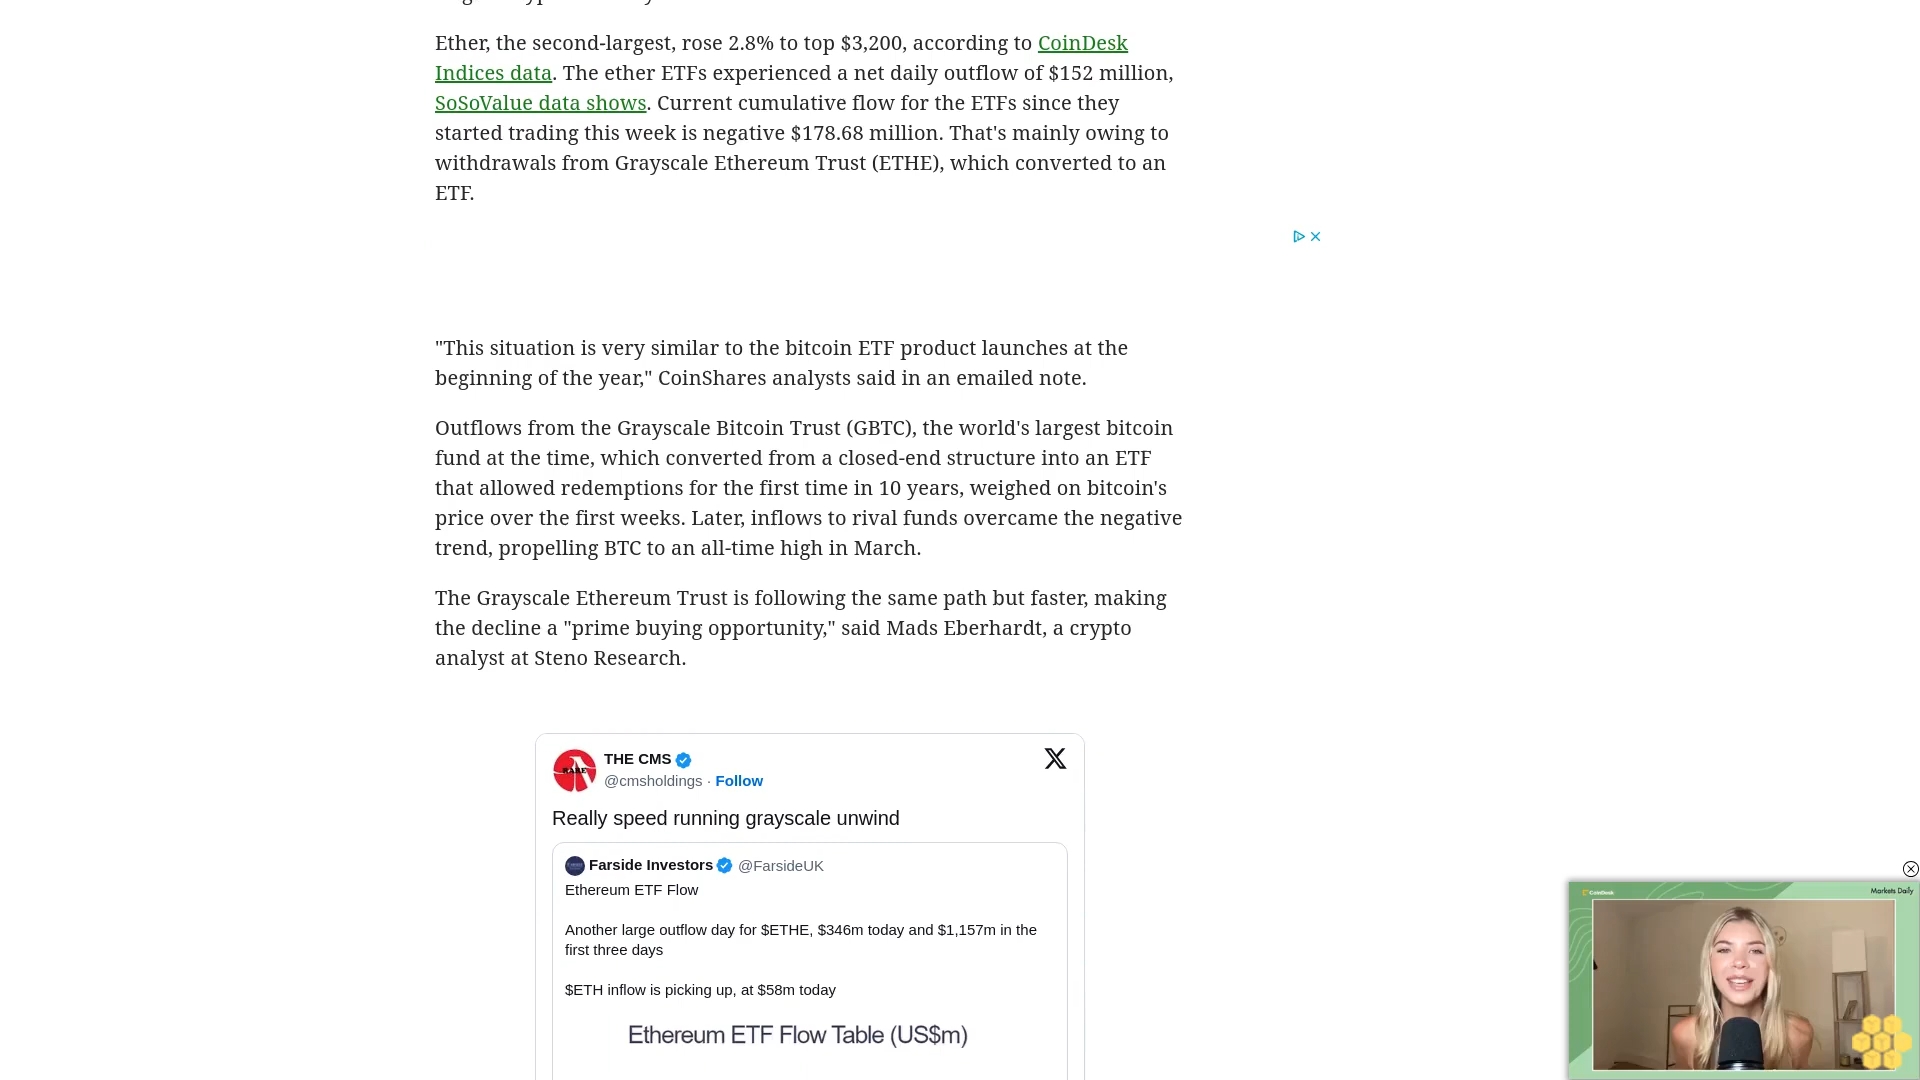 Ether, the second-largest, rose 2.8% to top $3,200, according to CoinDesk
Indices data. The ether ETFs experienced a net daily outflow of $152 million,
SoSoValue data shows. Current cumulative flow for the ETFs since they
started trading this week is negative $178.68 million. That's mainly owing to
withdrawals from Grayscale Ethereum Trust (ETHE), which converted to an
ETF.
"This situation is very similar to the bitcoin ETF product launches at the
beginning of the year," CoinShares analysts said in an emailed note.
Outflows from the Grayscale Bitcoin Trust (GBTC), the world's largest bitcoin
fund at the time, which converted from a closed-end structure into an ETF
that allowed redemptions for the first time in 10 years, weighed on bitcoin's
price over the first weeks. Later, inflows to rival funds overcame the negative
trend, propelling BTC to an all-time high in March.
The Grayscale Ethereum Trust is following the same path but faster, making
the decline a "prime buying opportunity," said Mads Eberhardt, a crypto
analyst at Steno Research.
THE CMS
@cmsholdings · Follow
Really speed running grayscale unwind
Farside Investors @FarsideUK
Ethereum ETF Flow
Another large outflow day for $ETHE, $346m today and $1,157m in the
first three days
$ETH inflow is picking up, at $58m today
Ethereum ETF Flow Table (US$m)
CoinDesk
Markets Daily